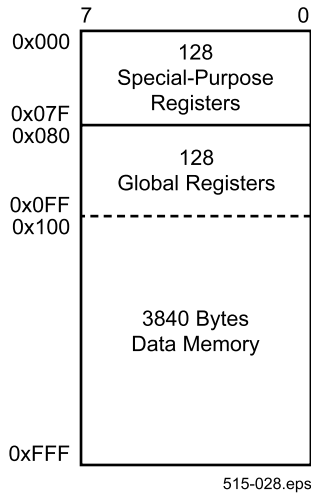 7 0
0x000
128
Special-Purpose
Registers
0x07F
0x080
128
Global Registers
0x0FF
0x100
3840 Bytes
Data Memory
0xFFF
515-028.eps